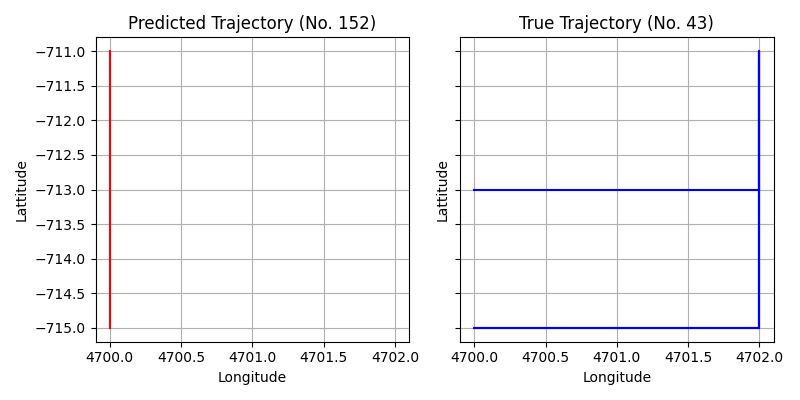 Predicted Trajectory (No. 152)
True Trajectory (No. 43)
−711.0
−711.5
−712.0
−712.5
−713.0
−713.5
−714.0
−714.5
−715.0
Lattitude
Lattitude
4700.0 4700.5 4701.0 4701.5 4702.0
4700.0 4700.5 4701.0 4701.5 4702.0
Longitude
Longitude